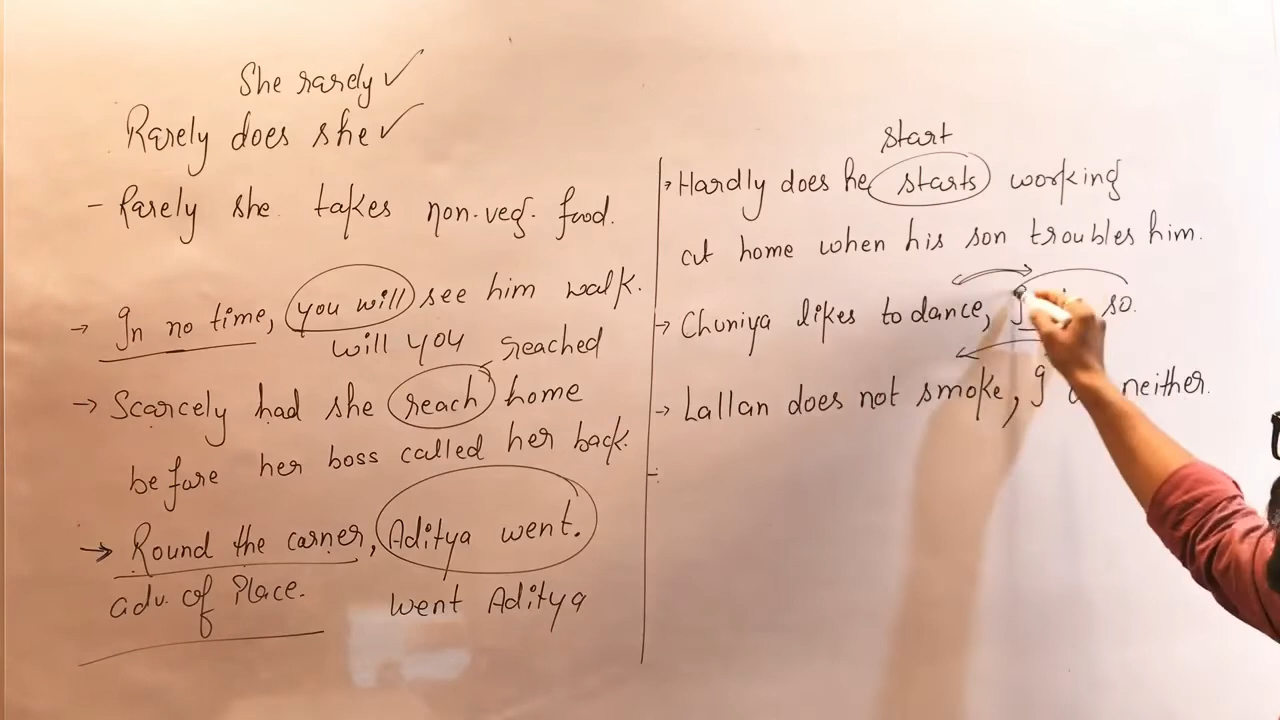 She rarely ✓
Rarely does she ✓
- Rarely she takes non-veg. food.
→ In no time, you will see him walk.
will you
reached
→ Scarcely had she reach home
before her boss called her back.
→ Round the carner, Aditya went.
adv. of Place.
went Aditya
start
→ Hardly does he starts working
at home when his son troubles him.
→ Chuniya likes to dance, I so.
→ Lallan does not smoke, I neither.